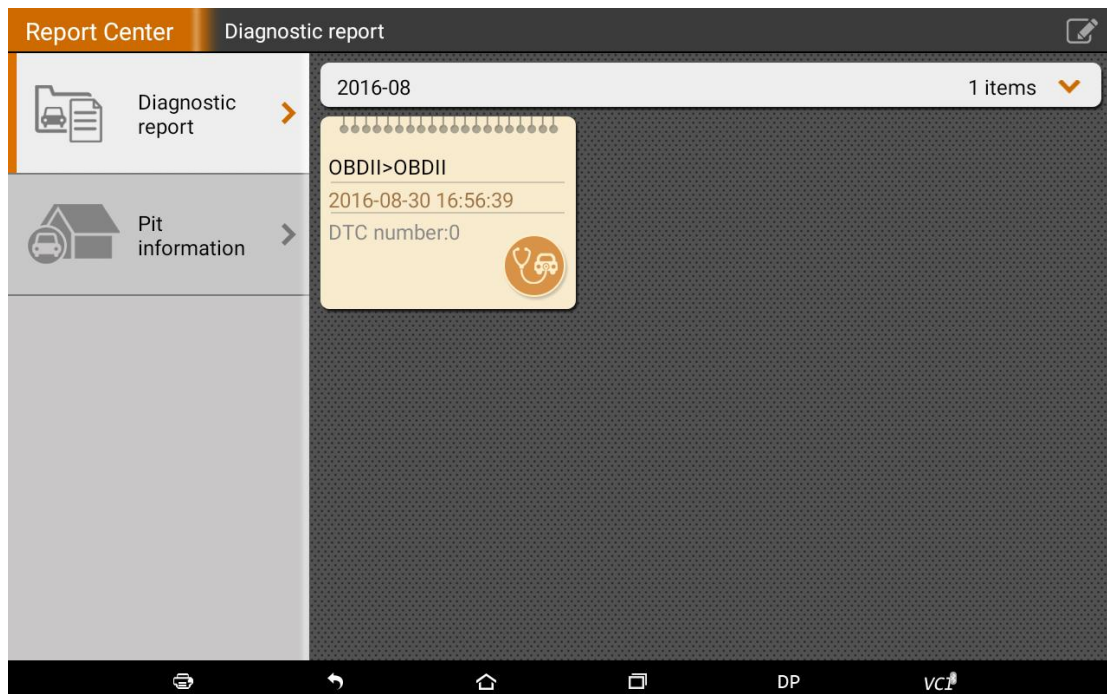 Report Center
Diagnostic report
Diagnostic
report
Pit
information
2016-08
1 items
OBDII>OBDII
2016-08-30 16:56:39
DTC number:0
DP
VCI